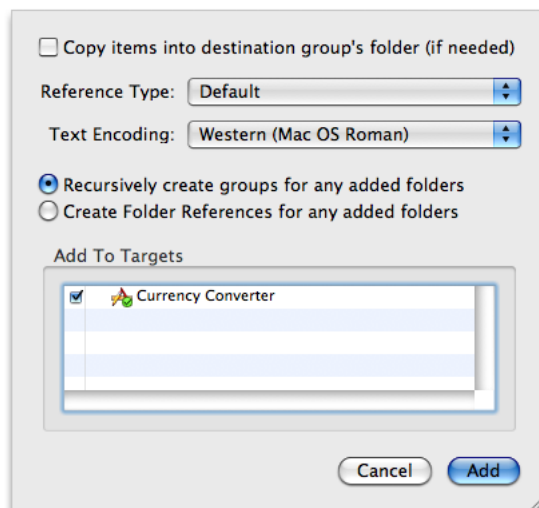 Copy items into destination group's folder (if needed)
Reference Type: Default
Text Encoding: Western (Mac OS Roman)
Recursively create groups for any added folders
Create Folder References for any added folders
Add To Targets
Currency Converter
Cancel Add